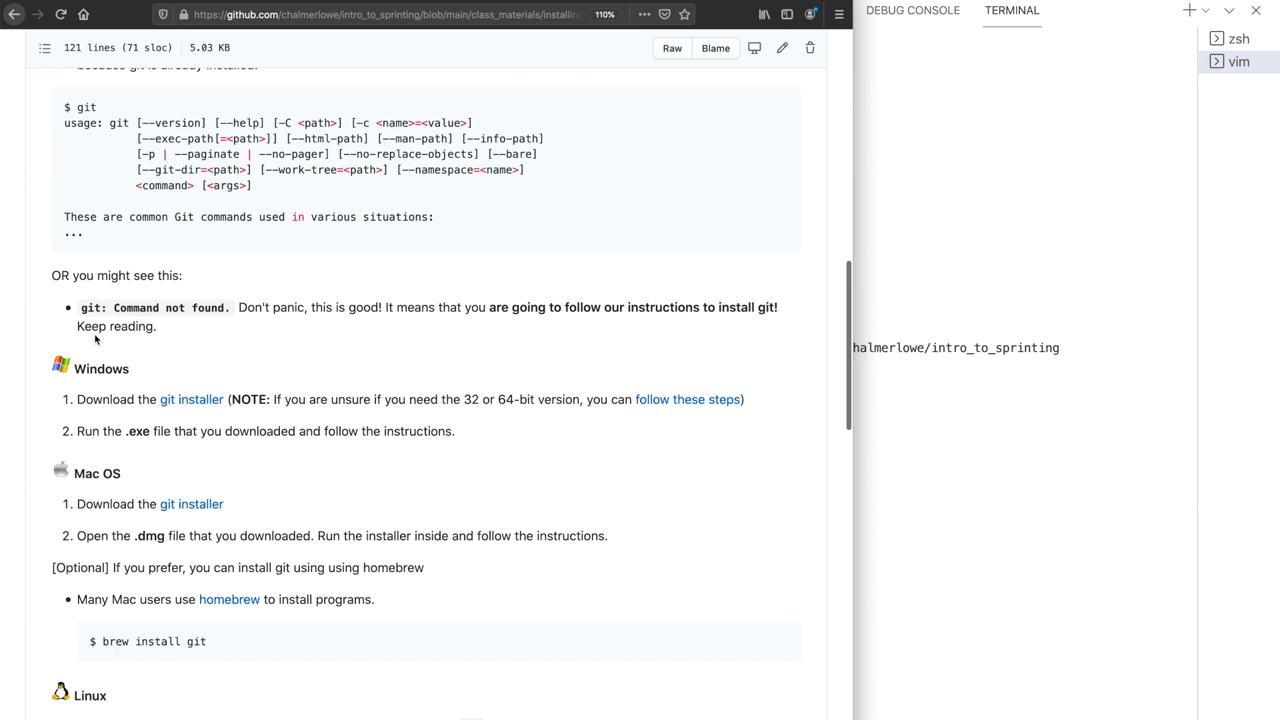 https://github.com/chalmerlowe/intro_to_sprinting/blob/main/class_materials/installing
110%
DEBUG CONSOLE
TERMINAL
zsh
vim
121 lines (71 sloc)
5.03 KB
Raw
Blame
because git is already installed.
$ git
usage: git [--version] [--help] [-C <path>] [-c <name>=<value>]
[--exec-path[=<path>]] [--html-path] [--man-path] [--info-path]
[-p | --paginate | --no-pager] [--no-replace-objects] [--bare]
[--git-dir=<path>] [--work-tree=<path>] [--namespace=<name>]
<command> [<args>]
These are common Git commands used in various situations:
...
OR you might see this:
• git: Command not found. Don't panic, this is good! It means that you are going to follow our instructions to install git!
Keep reading.
halmerlowe/intro_to_sprinting
Windows
1. Download the git installer (NOTE: If you are unsure if you need the 32 or 64-bit version, you can follow these steps)
2. Run the .exe file that you downloaded and follow the instructions.
Mac OS
1. Download the git installer
2. Open the .dmg file that you downloaded. Run the installer inside and follow the instructions.
[Optional] If you prefer, you can install git using using homebrew
• Many Mac users use homebrew to install programs.
$ brew install git
Linux